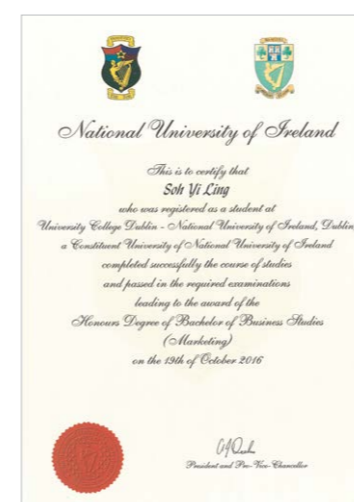 National University of Ireland
This is to certify that
Soh Yi Ling
who was registered as a student at
University College Dublin - National University of Ireland, Dublin,
a Constituent University of National University of Ireland
completed successfully the course of studies
and passed in the required examinations
leading to the award of the
Honours Degree of Bachelor of Business Studies
(Marketing)
on the 19th of October 2016
President and Pro-Vice-Chancellor